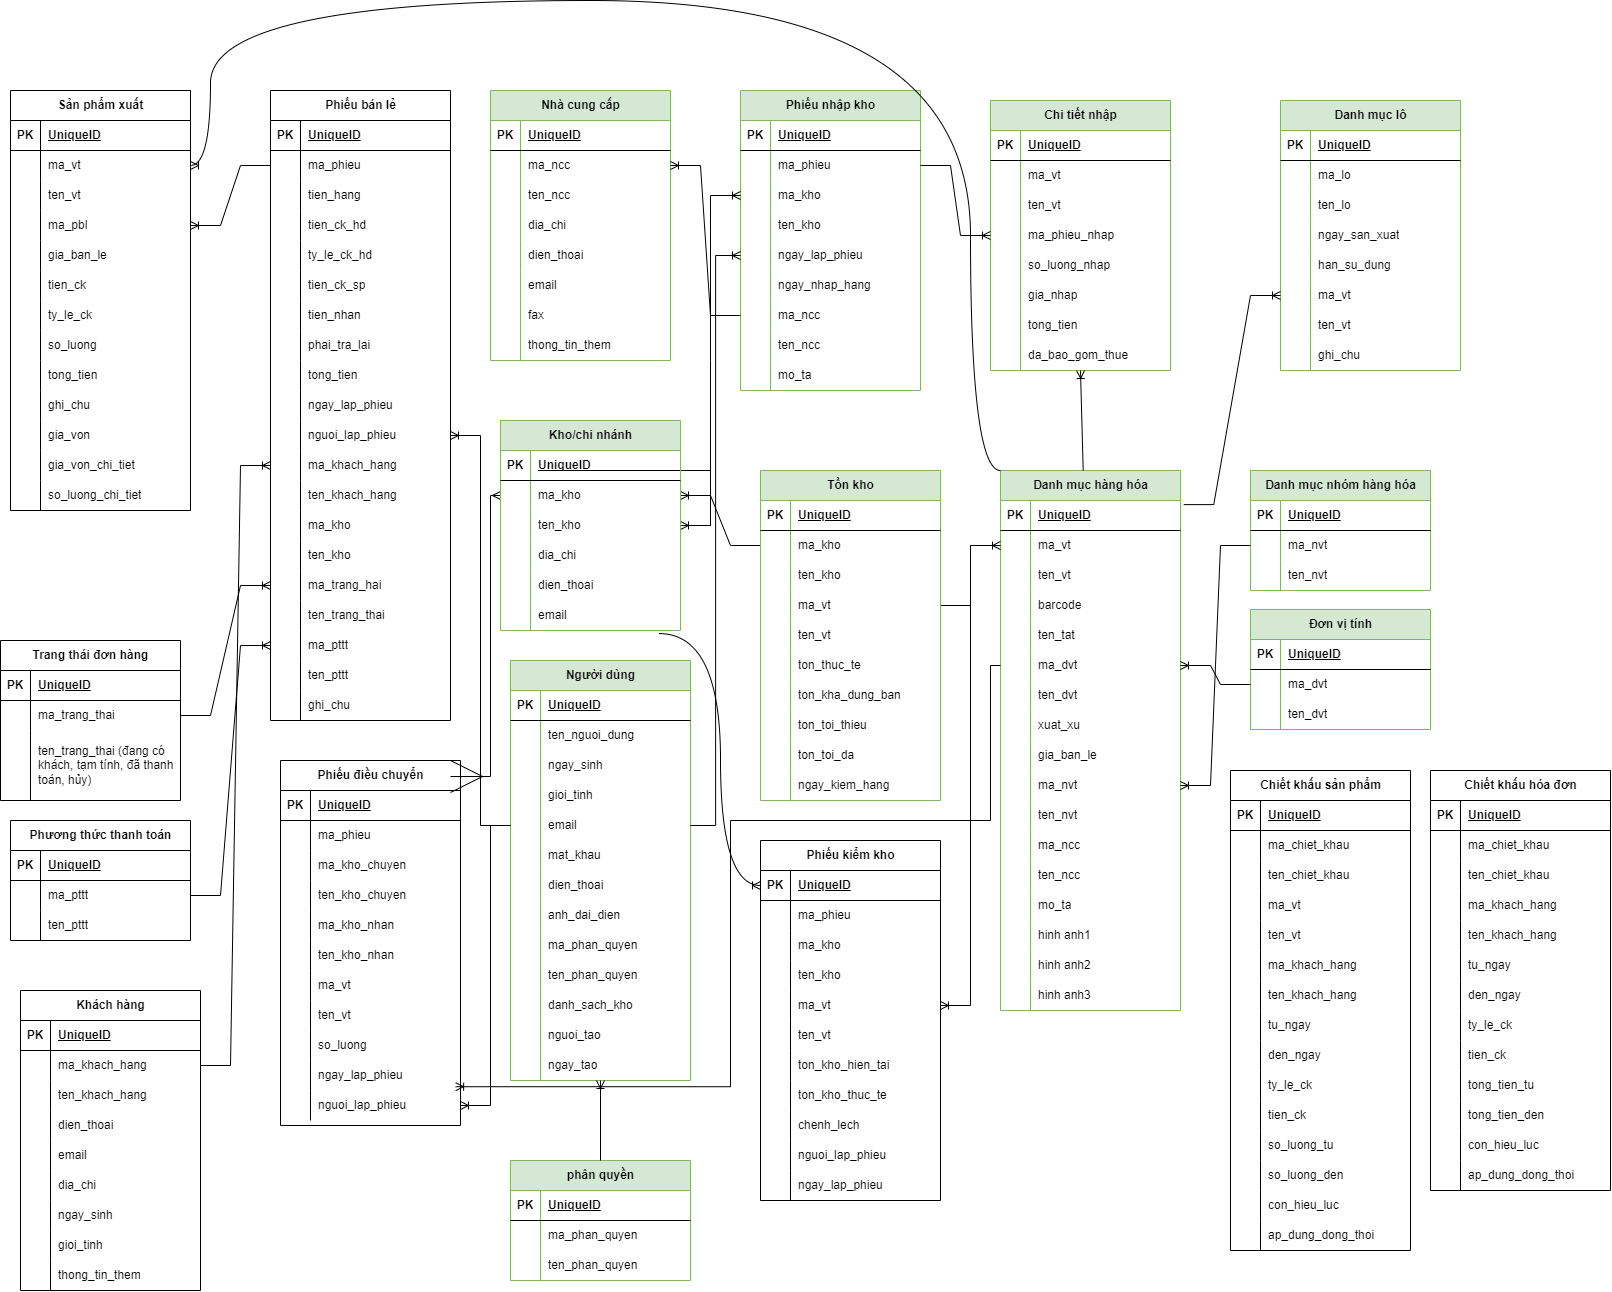 Sản phẩm xuất
PK UniqueID
ma_vt
ten_vt
ma_pbl
gia_ban_le
tien_ck
ty_le_ck
so_luong
tong_tien
ghi_chu
gia_von
gia_von_chi_tiet
so_luong_chi_tiet
Phiếu bán lẻ
PK UniqueID
ma_phieu
tien_hang
tien_ck_hd
ty_le_ck_hd
tien_ck_sp
tien_nhan
phai_tra_lai
tong_tien
ngay_lap_phieu
nguoi_lap_phieu
ma_khach_hang
ten_khach_hang
ma_kho
ten_kho
ma_trang_hai
ten_trang_thai
ma_pttt
ten_pttt
ghi_chu
Nhà cung cấp
PK UniqueID
ma_ncc
ten_ncc
dia_chi
dien_thoai
email
fax
thong_tin_them
Phiếu nhập kho
PK UniqueID
ma_phieu
ma_kho
ten_kho
ngay_lap_phieu
ngay_nhap_hang
ma_ncc
ten_ncc
mo_ta
Chi tiết nhập
PK UniqueID
ma_vt
ten_vt
ma_phieu_nhap
so_luong_nhap
gia_nhap
tong_tien
da_bao_gom_thue
Danh mục lô
PK UniqueID
ma_lo
ten_lo
ngay_san_xuat
han_su_dung
ma_vt
ten_vt
ghi_chu
Kho/chi nhánh
PK UniqueID
ma_kho
ten_kho
dia_chi
dien_thoai
email
Tồn kho
PK UniqueID
ma_kho
ten_kho
ma_vt
ten_vt
ton_thuc_te
ton_kha_dung_ban
ton_toi_thieu
ton_toi_da
ngay_kiem_hang
Danh mục hàng hóa
PK UniqueID
ma_vt
ten_vt
barcode
ten_tat
ma_dvt
ten_dvt
xuat_xu
gia_ban_le
ma_nvt
ten_nvt
ma_ncc
ten_ncc
mo_ta
hinh anh1
hinh anh2
hinh anh3
Danh mục nhóm hàng hóa
PK UniqueID
ma_nvt
ten_nvt
Đơn vị tính
PK UniqueID
ma_dvt
ten_dvt
Trang thái đơn hàng
PK UniqueID
ma_trang_thai
ten_trang_thai (đang có
khách, tạm tính, đã thanh
toán, hủy)
Người dùng
PK UniqueID
ten_nguoi_dung
ngay_sinh
gioi_tinh
email
mat_khau
dien_thoai
anh_dai_dien
ma_phan_quyen
ten_phan_quyen
danh_sach_kho
nguoi_tao
ngay_tao
Phiếu điều chuyển
PK UniqueID
ma_phieu
ma_kho_chuyen
ten_kho_chuyen
ma_kho_nhan
ten_kho_nhan
ma_vt
ten_vt
so_luong
ngay_lap_phieu
nguoi_lap_phieu
Phương thức thanh toán
PK UniqueID
ma_pttt
ten_pttt
Phiếu kiểm kho
PK UniqueID
ma_phieu
ma_kho
ten_kho
ma_vt
ten_vt
ton_kho_hien_tai
ton_kho_thuc_te
chenh_lech
nguoi_lap_phieu
ngay_lap_phieu
Chiết khấu sản phẩm
PK UniqueID
ma_chiet_khau
ten_chiet_khau
ma_vt
ten_vt
ma_khach_hang
ten_khach_hang
tu_ngay
den_ngay
ty_le_ck
tien_ck
so_luong_tu
so_luong_den
con_hieu_luc
ap_dung_dong_thoi
Chiết khấu hóa đơn
PK UniqueID
ma_chiet_khau
ten_chiet_khau
ma_khach_hang
ten_khach_hang
tu_ngay
den_ngay
ty_le_ck
tien_ck
tong_tien_tu
tong_tien_den
con_hieu_luc
ap_dung_dong_thoi
Khách hàng
PK UniqueID
ma_khach_hang
ten_khach_hang
dien_thoai
email
dia_chi
ngay_sinh
gioi_tinh
thong_tin_them
phân quyền
PK UniqueID
ma_phan_quyen
ten_phan_quyen